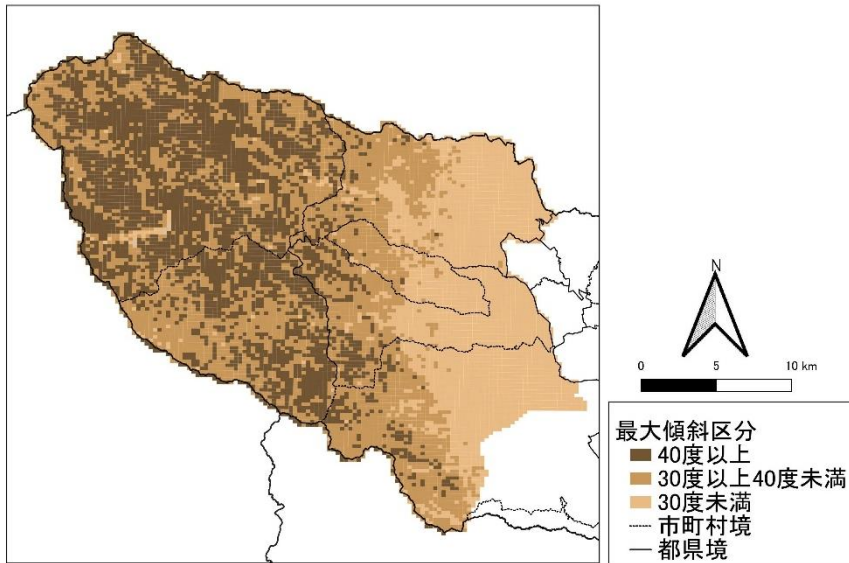 N
0 5 10 km
最大傾斜区分
40度以上
30度以上40度未満
30度未満
市町村境
都県境